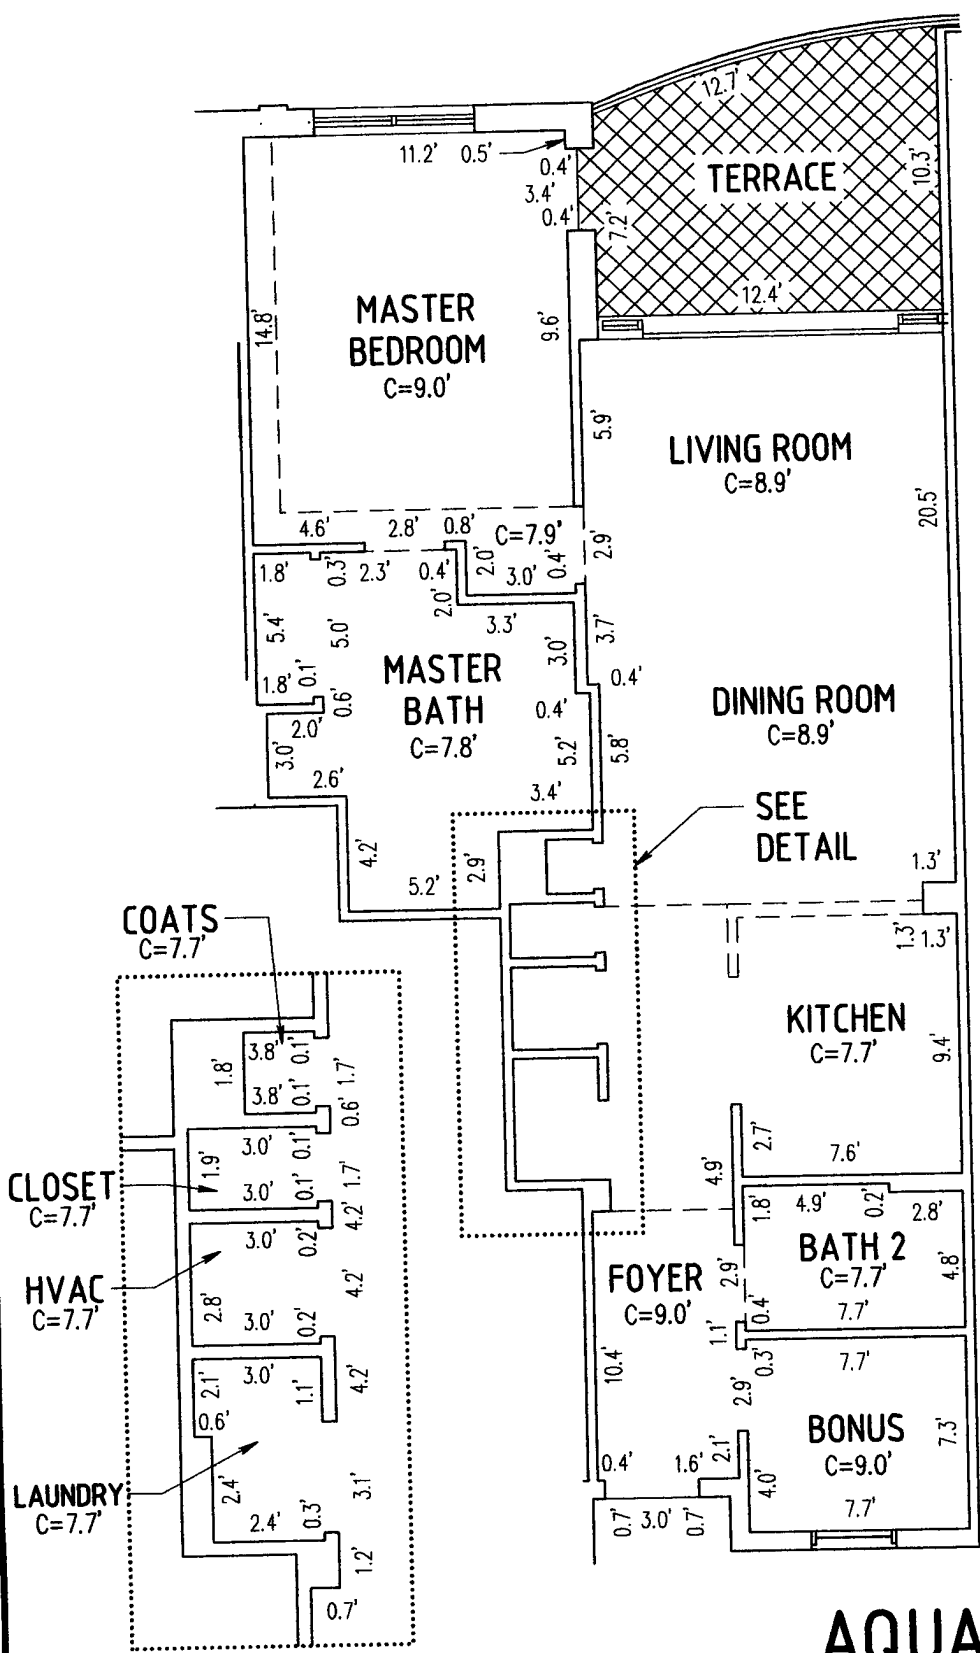 12.7'
11.2' 0.5'
0.4'
3.4'
0.4'
7.2'
TERRACE
10.3'
12.4'
14.8'
MASTER
BEDROOM
C=9.0'
9.6'
5.9'
LIVING ROOM
C=8.9'
20.5'
4.6' 2.8' 0.8'
C=7.9'
2.9'
1.8' 0.3' 2.3' 0.4' 2.0' 3.0' 0.4'
2.0'
3.3'
5.4'
5.0'
3.0'
3.7'
MASTER
BATH
C=7.8'
1.8' 0.1'
0.6'
0.4'
0.4'
DINING ROOM
C=8.9'
2.0'
3.0'
2.6'
5.2'
5.8'
3.4'
SEE
DETAIL
4.2'
2.9'
5.2'
1.3'
1.3' 1.3'
COATS
C=7.7'
KITCHEN
C=7.7'
9.4'
3.8' 0.1'
1.8'
1.7'
3.8' 0.1'
0.6'
2.7'
7.6'
3.0' 0.1'
1.9'
CLOSET
C=7.7'
3.0' 0.1'
1.7'
4.2'
4.9'
1.8' 4.9' 0.2' 2.8'
3.0' 0.2'
HVAC
C=7.7'
4.2'
2.8'
3.0' 0.2'
FOYER
C=9.0'
2.9'
BATH 2
C=7.7'
4.8'
0.4'
7.7'
1.1'
0.3'
7.7'
3.0'
2.1'
1.1'
4.2'
0.6'
10.4'
2.9'
BONUS
C=9.0'
7.3'
LAUNDRY
C=7.7'
2.4'
3.1'
2.4' 0.3'
0.4' 1.6' 2.1'
4.0'
7.7'
0.7' 3.0' 0.7'
1.2'
0.7'
AQUA